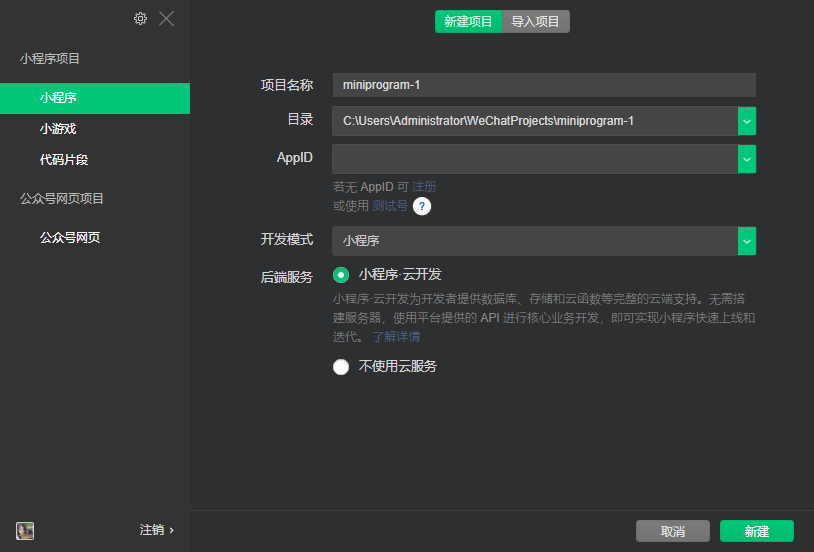 新建项目 导入项目
小程序项目
小程序
小游戏
代码片段
公众号网页项目
公众号网页
项目名称 miniprogram-1
目录 C:\Users\Administrator\WeChatProjects\miniprogram-1
AppID
若无 AppID 可 注册
或使用 测试号 ?
开发模式 小程序
后端服务 小程序·云开发
小程序·云开发为开发者提供数据库、存储和云函数等完整的云端支持。无需搭
建服务器，使用平台提供的 API 进行核心业务开发，即可实现小程序快速上线和
迭代。 了解详情
不使用云服务
注销 ›
取消 新建